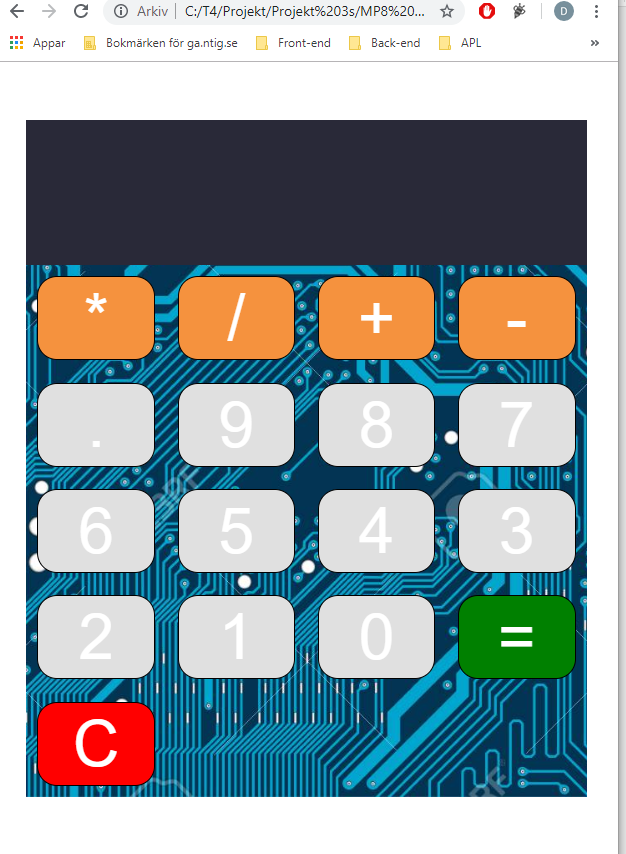 Arkiv C:/T4/Projekt/Projekt%203s/MP8%20... D
Appar Bokmärken för ga.ntig.se Front-end Back-end APL »
* / + -
. 9 8 7
6 5 4 3
2 1 0 =
C